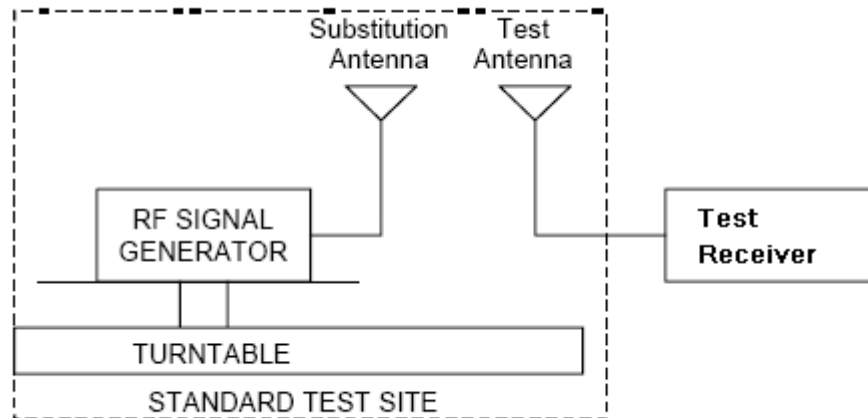 Substitution
Antenna
Test
Antenna
RF SIGNAL
GENERATOR
Test
Receiver
TURNTABLE
STANDARD TEST SITE